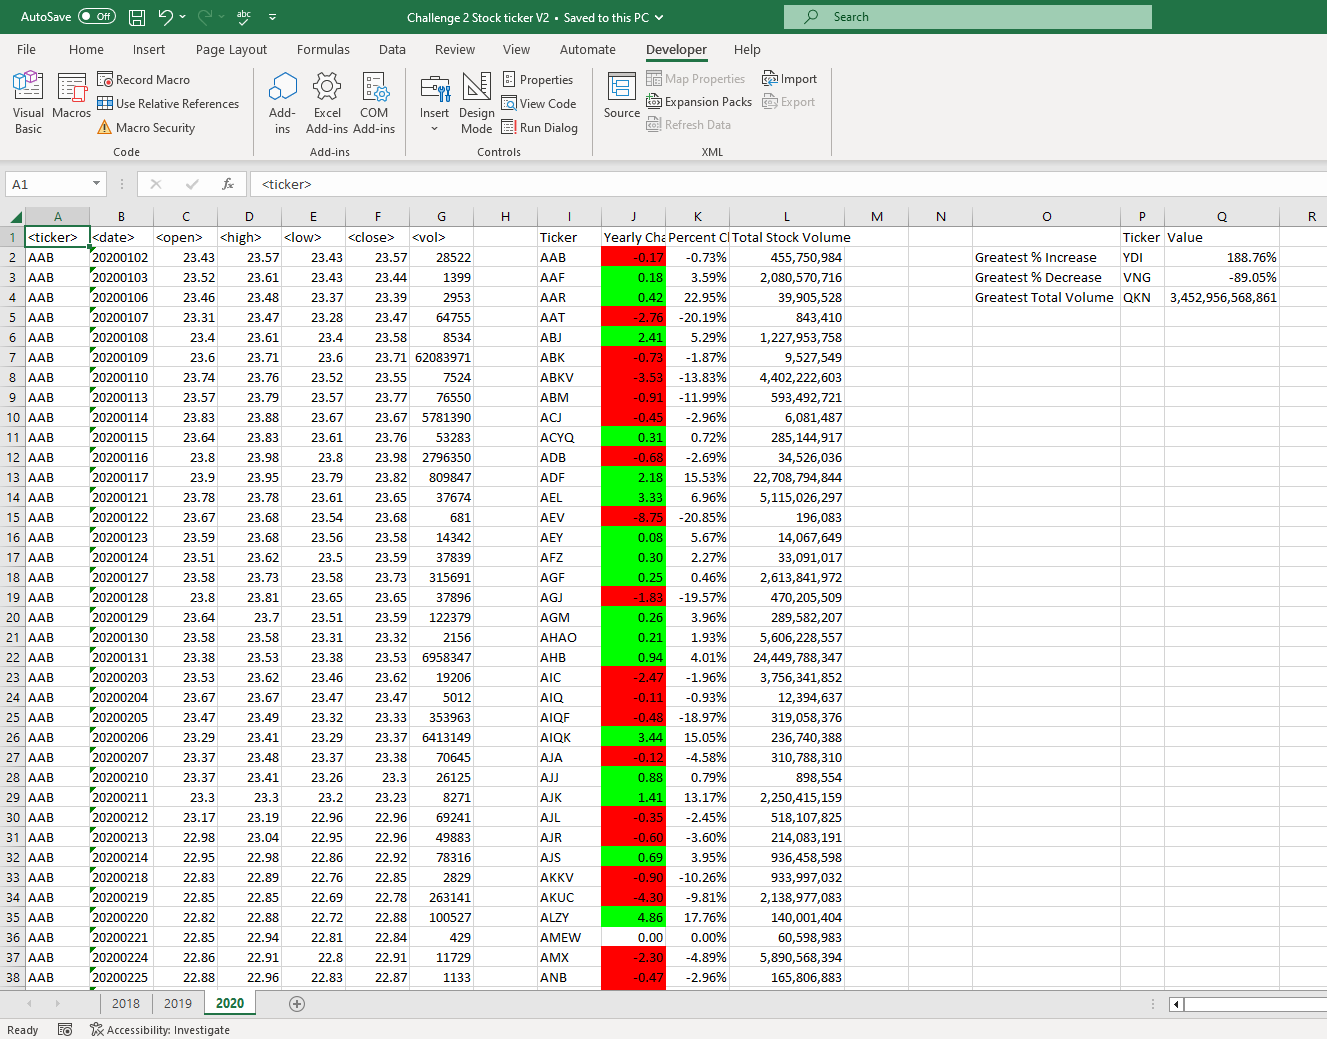 AutoSave Off abc Challenge 2 Stock ticker V2 • Saved to this PC Search
File Home Insert Page Layout Formulas Data Review View Automate Developer Help
Visual Basic Macros Record Macro Use Relative References Macro Security Code
Add-ins Excel Add-ins COM Add-ins Add-ins
Insert Design Mode Properties View Code Run Dialog Controls
Source Map Properties Expansion Packs Refresh Data Import Export XML
A1 fx <ticker>
A B C D E F G H I J K L M N O P Q R
1 <ticker> <date> <open> <high> <low> <close> <vol> Ticker Yearly Cha Percent Cl Total Stock Volume Ticker Value
2 AAB 20200102 23.43 23.57 23.43 23.57 28522 AAB -0.17 -0.73% 455,750,984 Greatest % Increase YDI 188.76%
3 AAB 20200103 23.52 23.61 23.43 23.44 1399 AAF 0.18 3.59% 2,080,570,716 Greatest % Decrease VNG -89.05%
4 AAB 20200106 23.46 23.48 23.37 23.39 2953 AAR 0.42 22.95% 39,905,528 Greatest Total Volume QKN 3,452,956,568,861
5 AAB 20200107 23.31 23.47 23.28 23.47 64755 AAT -2.76 -20.19% 843,410
6 AAB 20200108 23.4 23.61 23.4 23.58 8534 ABJ 2.41 5.29% 1,227,953,758
7 AAB 20200109 23.6 23.71 23.6 23.71 62083971 ABK -0.73 -1.87% 9,527,549
8 AAB 20200110 23.74 23.76 23.52 23.55 7524 ABKV -3.53 -13.83% 4,402,222,603
9 AAB 20200113 23.57 23.79 23.57 23.77 76550 ABM -0.91 -11.99% 593,492,721
10 AAB 20200114 23.83 23.88 23.67 23.67 5781390 ACJ -0.45 -2.96% 6,081,487
11 AAB 20200115 23.64 23.83 23.61 23.76 53283 ACYQ 0.31 0.72% 285,144,917
12 AAB 20200116 23.8 23.98 23.8 23.98 2796350 ADB -0.68 -2.69% 34,526,036
13 AAB 20200117 23.9 23.95 23.79 23.82 809847 ADF 2.18 15.53% 22,708,794,844
14 AAB 20200121 23.78 23.78 23.61 23.65 37674 AEL 3.33 6.96% 5,115,026,297
15 AAB 20200122 23.67 23.68 23.54 23.68 681 AEV -8.75 -20.85% 196,083
16 AAB 20200123 23.59 23.68 23.56 23.58 14342 AEY 0.08 5.67% 14,067,649
17 AAB 20200124 23.51 23.62 23.5 23.59 37839 AFZ 0.30 2.27% 33,091,017
18 AAB 20200127 23.58 23.73 23.58 23.73 315691 AGF 0.25 0.46% 2,613,841,972
19 AAB 20200128 23.8 23.81 23.65 23.65 37896 AGJ -1.83 -19.57% 470,205,509
20 AAB 20200129 23.64 23.7 23.51 23.59 122379 AGM 0.26 3.96% 289,582,207
21 AAB 20200130 23.58 23.58 23.31 23.32 2156 AHAO 0.21 1.93% 5,606,228,557
22 AAB 20200131 23.38 23.53 23.38 23.53 6958347 AHB 0.94 4.01% 24,449,788,347
23 AAB 20200203 23.53 23.62 23.46 23.62 19206 AIC -2.47 -1.96% 3,756,341,852
24 AAB 20200204 23.67 23.67 23.47 23.47 5012 AIQ -0.11 -0.93% 12,394,637
25 AAB 20200205 23.47 23.49 23.32 23.33 353963 AIQF -0.48 -18.97% 319,058,376
26 AAB 20200206 23.29 23.41 23.29 23.37 6413149 AIQK 3.44 15.05% 236,740,388
27 AAB 20200207 23.37 23.48 23.37 23.38 70645 AJA -0.12 -4.58% 310,788,310
28 AAB 20200210 23.37 23.41 23.26 23.3 26125 AJJ 0.88 0.79% 898,554
29 AAB 20200211 23.3 23.3 23.2 23.23 8271 AJK 1.41 13.17% 2,250,415,159
30 AAB 20200212 23.17 23.19 22.96 22.96 69241 AJL -0.35 -2.45% 518,107,825
31 AAB 20200213 22.98 23.04 22.95 22.96 49883 AJR -0.60 -3.60% 214,083,191
32 AAB 20200214 22.95 22.98 22.86 22.92 78316 AJS 0.69 3.95% 936,458,598
33 AAB 20200218 22.83 22.89 22.76 22.85 2829 AKKV -0.90 -10.26% 933,997,032
34 AAB 20200219 22.85 22.85 22.69 22.78 263141 AKUC -4.30 -9.81% 2,138,977,083
35 AAB 20200220 22.82 22.88 22.72 22.88 100527 ALZY 4.86 17.76% 140,001,404
36 AAB 20200221 22.85 22.94 22.81 22.84 429 AMEW 0.00 0.00% 60,598,983
37 AAB 20200224 22.86 22.91 22.8 22.91 11729 AMX -2.30 -4.89% 5,890,568,394
38 AAB 20200225 22.88 22.96 22.83 22.87 1133 ANB -0.47 -2.96% 165,806,883
2018 2019 2020
Ready Accessibility: Investigate